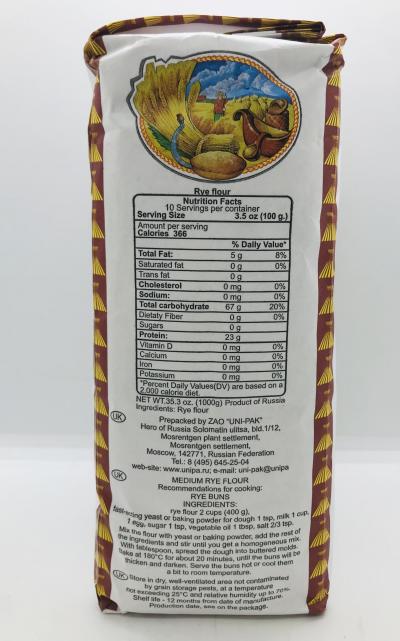 Rye flour
Nutrition Facts
10 Servings per container
Serving Size 3.5 oz (100 g.)
Amount per serving
Calories 366
% Daily Value*
Total Fat: 5 g 8%
Saturated fat 0 g 0%
Trans fat 0 g
Cholesterol 0 mg 0%
Sodium: 0 mg 0%
Total carbohydrate 67 g 20%
Dietaty Fiber 0 g 0%
Sugars 0 g
Protein: 23 g
Vitamin D 0 mg 0%
Calcium 0 mg 0%
Iron 0 mg 0%
Potassium 0 mg 0%
*Percent Daily Values(DV) are based on a
2,000 calorie diet.
NET WT.35.3 oz. (1000g) Product of Russia
Ingredients: Rye flour
UK
Prepacked by ZAO "UNI-PAK"
Hero of Russia Solomatin ulitsa, bld.1/12,
Mosrentgen plant settlement,
Mosrentgen settlement,
Moscow, 142771, Russian Federation
Tel.: 8 (495) 645-25-04
web-site: www.unipa.ru; e-mail: uni-pak@unipa
UK
MEDIUM RYE FLOUR
Recommendations for cooking:
RYE BUNS
INGREDIENTS:
rye flour 2 cups (400 g),
fast-acting yeast or baking powder for dough 1 tsp, milk 1 cup,
1 egg, sugar 1 tsp, vegetable oil 1 tbsp, salt 2/3 tsp.
Mix the flour with yeast or baking powder, add the rest of
the ingredients and stir until you get a homogeneous mix.
With tablespoon, spread the dough into buttered molds.
Bake at 180°C for about 20 minutes, until the buns will be
thicken and darken. Serve the buns hot or cool them
a bit to room temperature.
UK
Store in dry, well-ventilated area not contaminated
by grain storage pests, at a temperature
not exceeding 25°C and relative humidity up to 70%.
Shelf life - 12 months from date of manufacture.
Production date, see on the package.